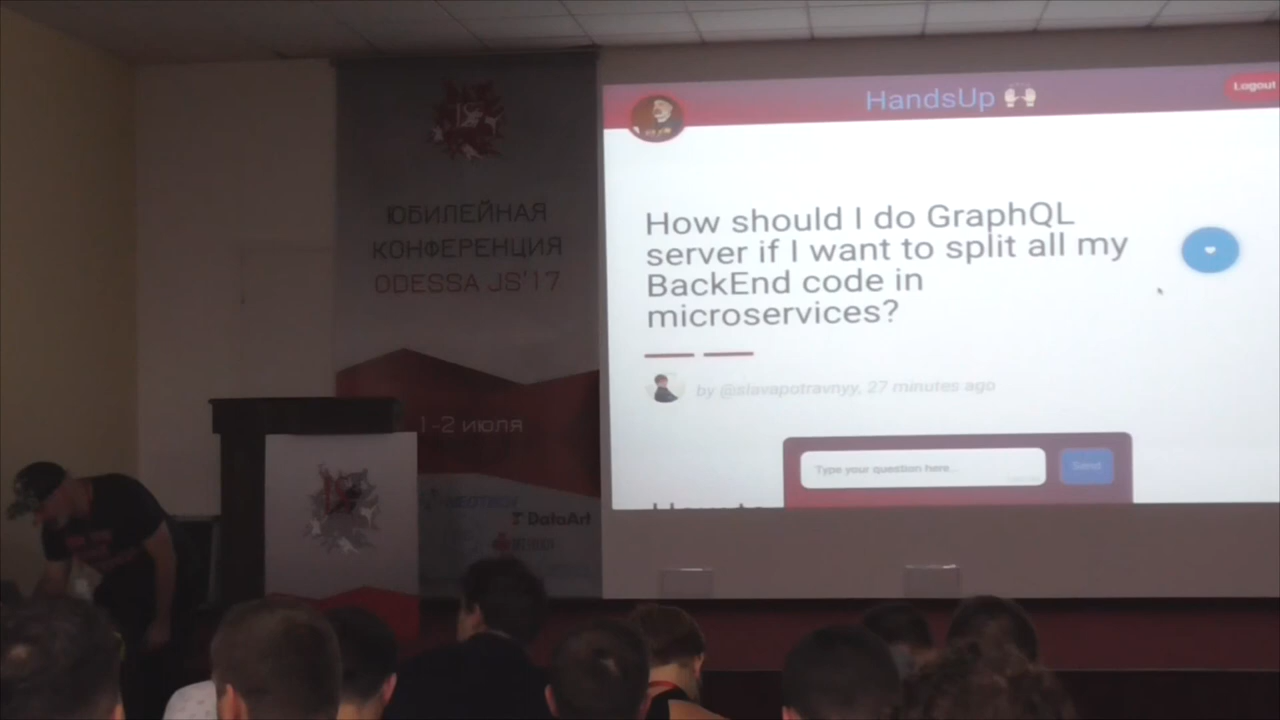 JS
ЮБИЛЕЙНАЯ
КОНФЕРЕНЦИЯ
ODESSA JS'17
1-2 июля
DataArt
HandsUp
Logout
How should I do GraphQL
server if I want to split all my
BackEnd code in
microservices?
by @slavapotravnyy, 27 minutes ago
Type your question here...
Send